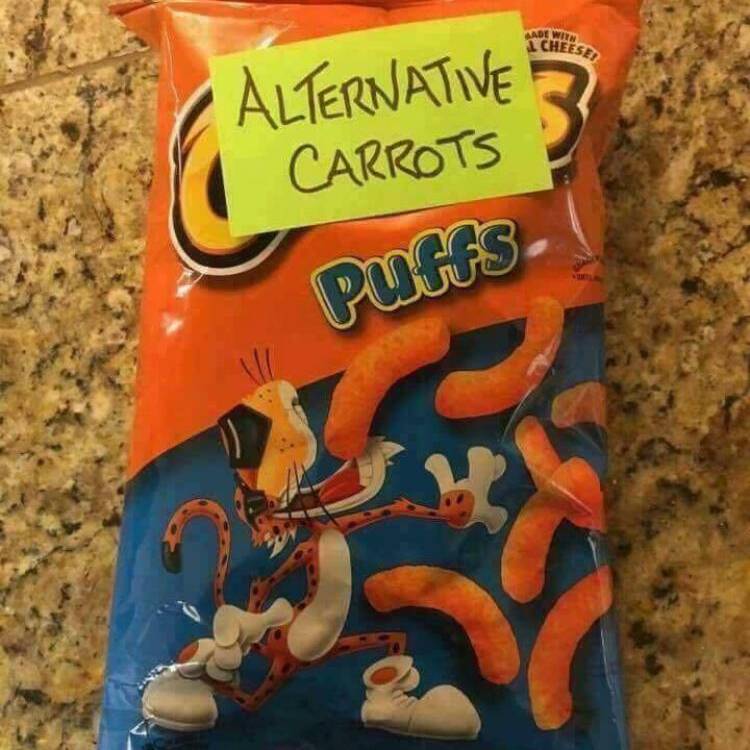 MADE WITH
L CHEESE!
ALTERNATIVE
CARROTS
Puffs